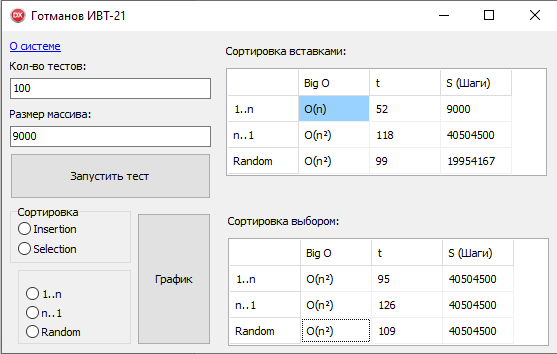 Готманов ИВТ-21
О системе
Кол-во тестов:
100
Размер массива:
9000
Запустить тест
Сортировка
Insertion
Selection
1..n
n..1
Random
График
Сортировка вставками:
Big O t S (Шаги)
1..n O(n) 52 9000
n..1 O(n²) 118 40504500
Random O(n²) 99 19954167
Сортировка выбором:
Big O t S (Шаги)
1..n O(n²) 95 40504500
n..1 O(n²) 126 40504500
Random O(n²) 109 40504500